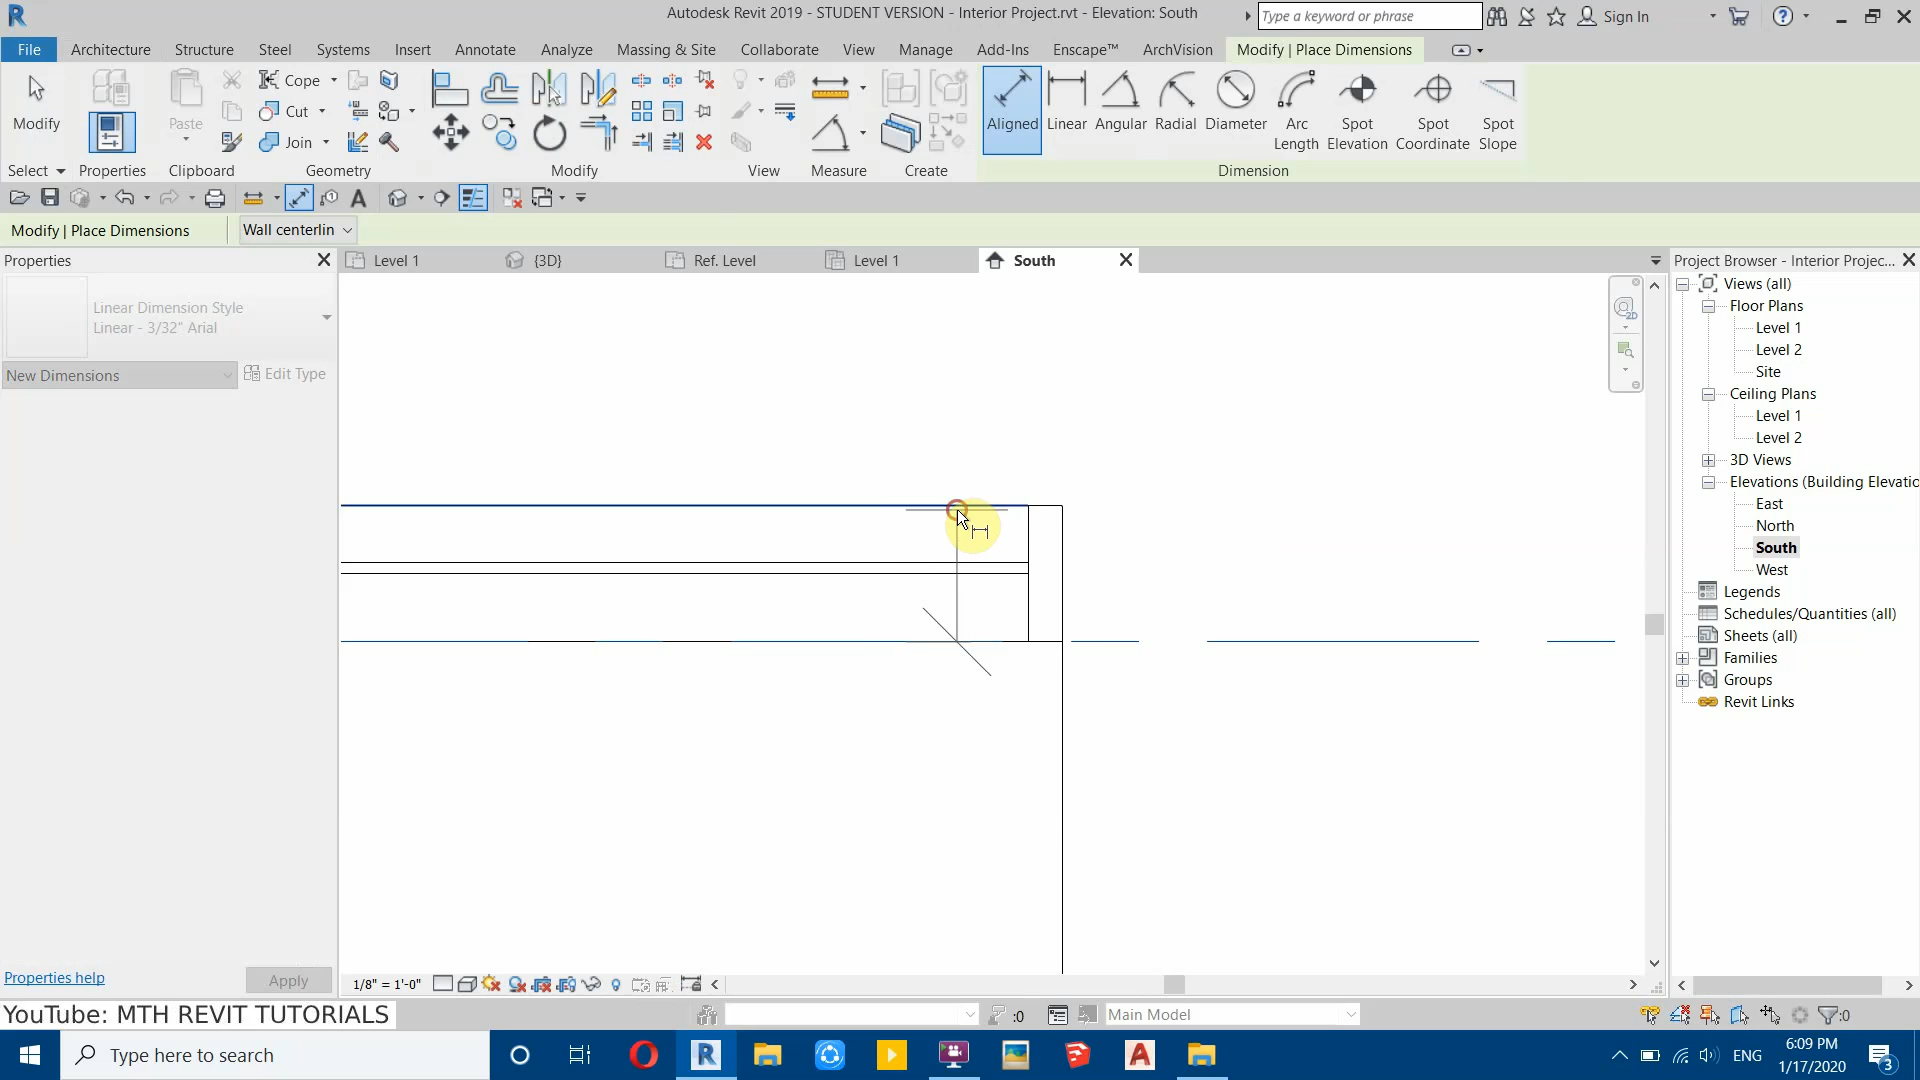 Autodesk Revit 2019 - STUDENT VERSION - Interior Project.rvt - Elevation: South
Type a keyword or phrase
Sign In
File Architecture Structure Steel Systems Insert Annotate Analyze Massing & Site Collaborate View Manage Add-Ins Enscape™ ArchVision Modify | Place Dimensions
Modify
Paste
Cope
Cut
Join
Aligned Linear Angular Radial Diameter Arc Length Spot Elevation Spot Coordinate Spot Slope
Select Properties Clipboard Geometry Modify View Measure Create Dimension
Modify | Place Dimensions
Wall centerlin
Properties
Level 1 {3D} Ref. Level Level 1 South
Project Browser - Interior Projec...
Linear Dimension Style
Linear - 3/32" Arial
New Dimensions
Edit Type
2D
Views (all)
Floor Plans
Level 1
Level 2
Site
Ceiling Plans
Level 1
Level 2
3D Views
Elevations (Building Elevatio
East
North
South
West
Legends
Schedules/Quantities (all)
Sheets (all)
Families
Groups
Revit Links
Properties help
Apply
1/8" = 1'-0"
YouTube: MTH REVIT TUTORIALS
:0
Main Model
:0
Type here to search
ENG
6:09 PM
1/17/2020
3